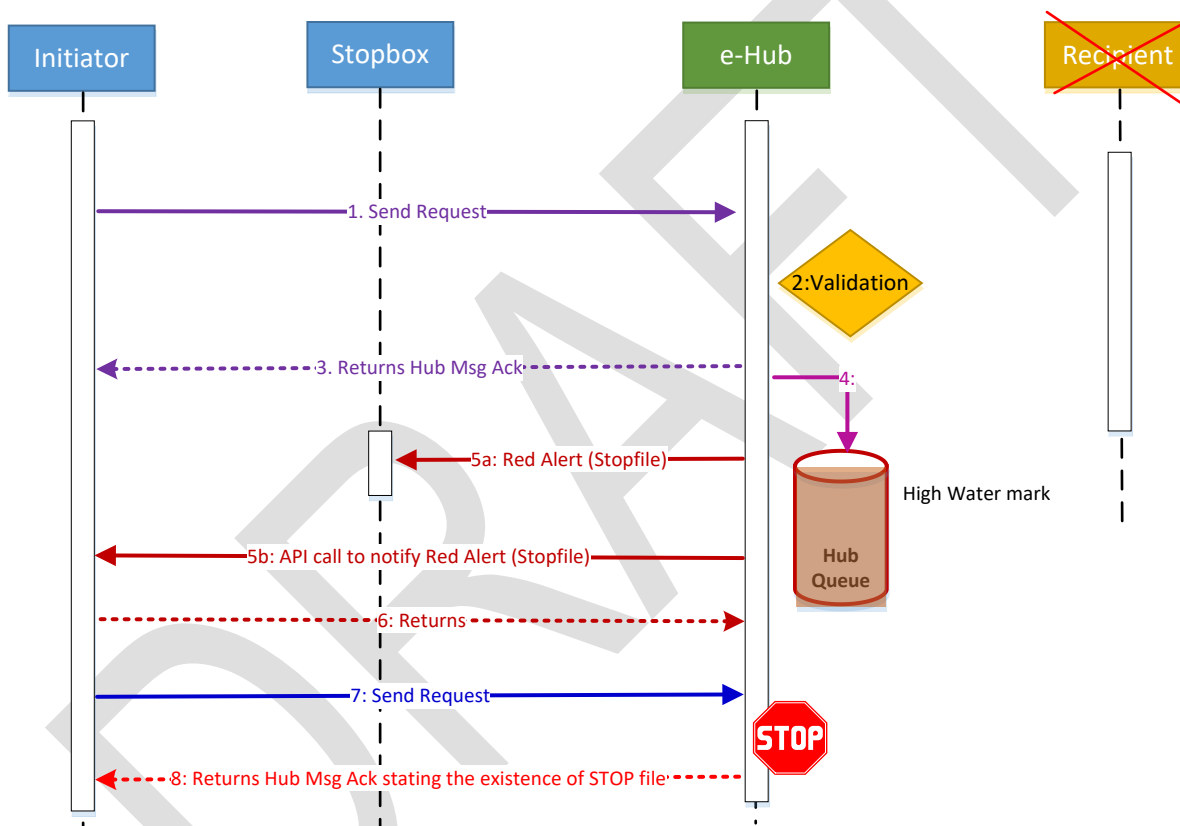 Initiator
Stopbox
e-Hub
Recipient
1. Send Request
2:Validation
3. Returns Hub Msg Ack
4:
5a: Red Alert (Stopfile)
High Water mark
5b: API call to notify Red Alert (Stopfile)
Hub
Queue
6: Returns
7: Send Request
STOP
8: Returns Hub Msg Ack stating the existence of STOP file
DRAFT